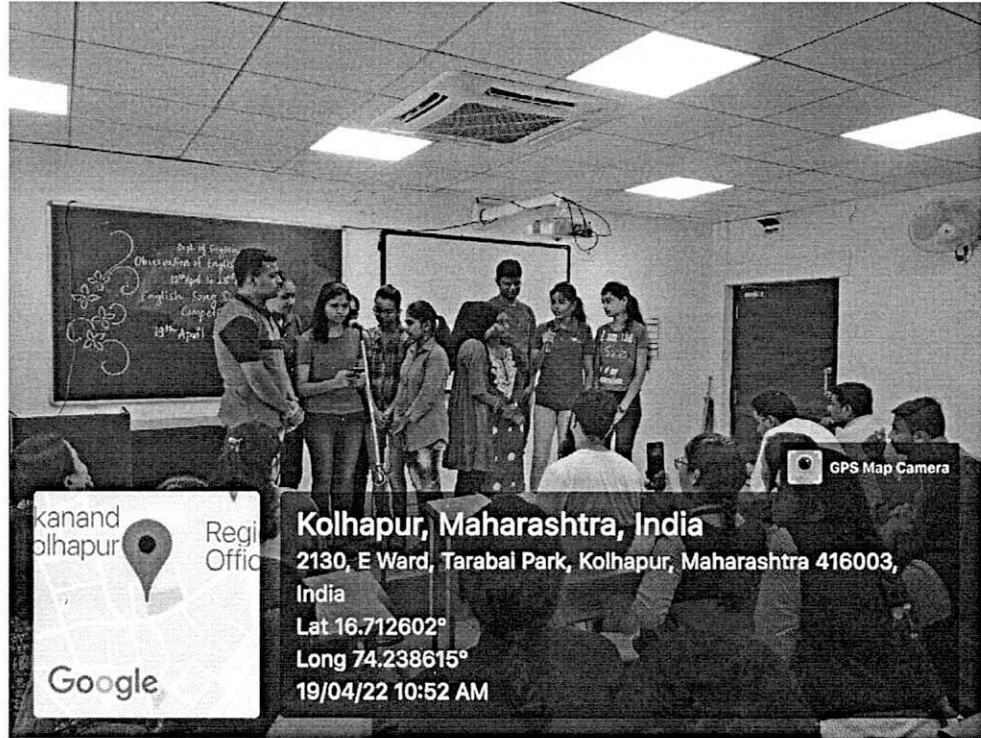 Dept of English
Observation of English
English Song
19th April
GPS Map Camera
kanand
olhapur
Regi
Offic
Google
Kolhapur, Maharashtra, India
2130, E Ward, Tarabai Park, Kolhapur, Maharashtra 416003,
India
Lat 16.712602°
Long 74.238615°
19/04/22 10:52 AM